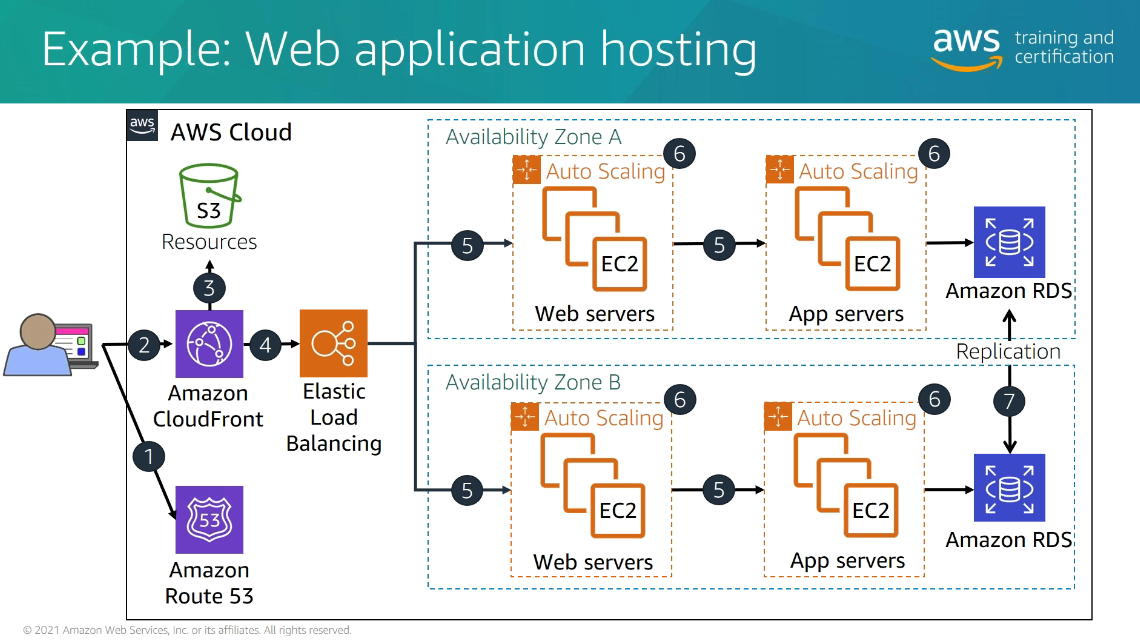 Example: Web application hosting
aws training and
certification
aws
AWS Cloud
S3
Resources
3
2
4
Amazon
CloudFront
Elastic
Load
Balancing
1
53
Amazon
Route 53
Availability Zone A
6
Auto Scaling
5
EC2
Web servers
5
6
Auto Scaling
EC2
App servers
Amazon RDS
Replication
7
Availability Zone B
6
Auto Scaling
5
EC2
Web servers
5
6
Auto Scaling
EC2
App servers
Amazon RDS
© 2021 Amazon Web Services, Inc. or its affiliates. All rights reserved.